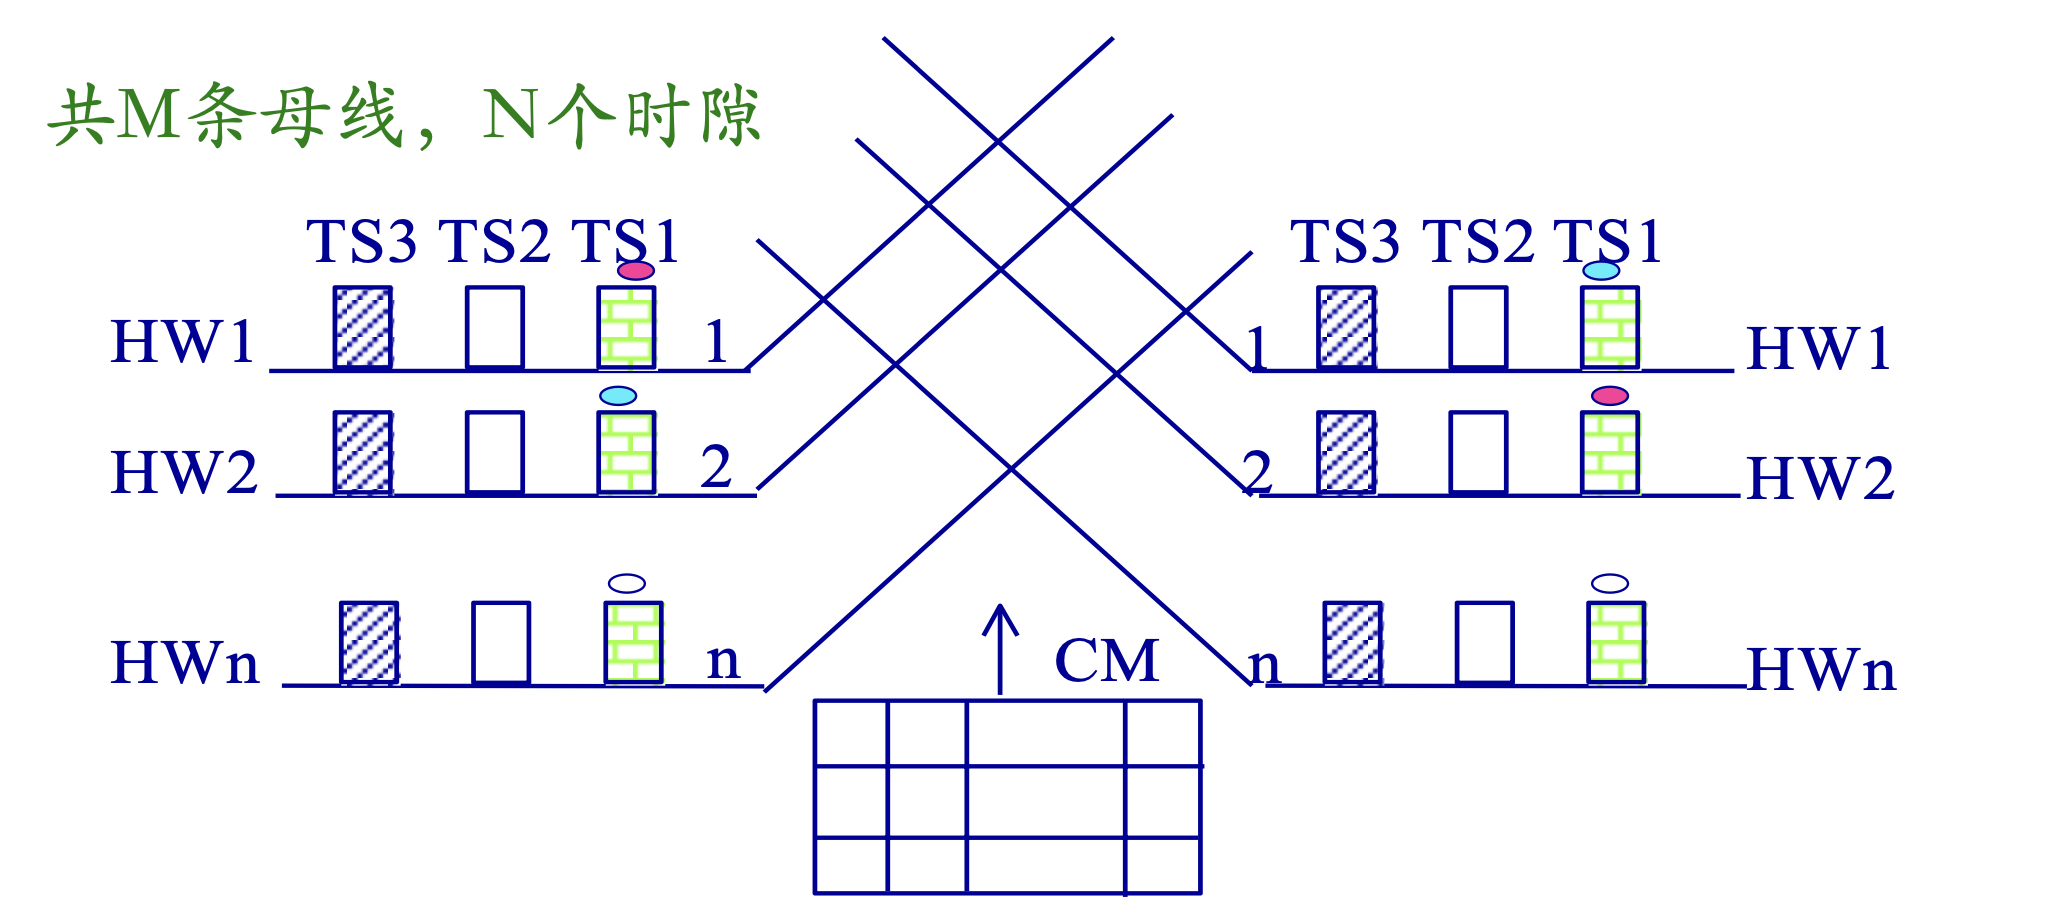 共M条母线，N个时隙
TS3 TS2 TS1 TS3 TS2 TS1
HW1 1 1 HW1
HW2 2 2 HW2
HWn n n HWn
CM